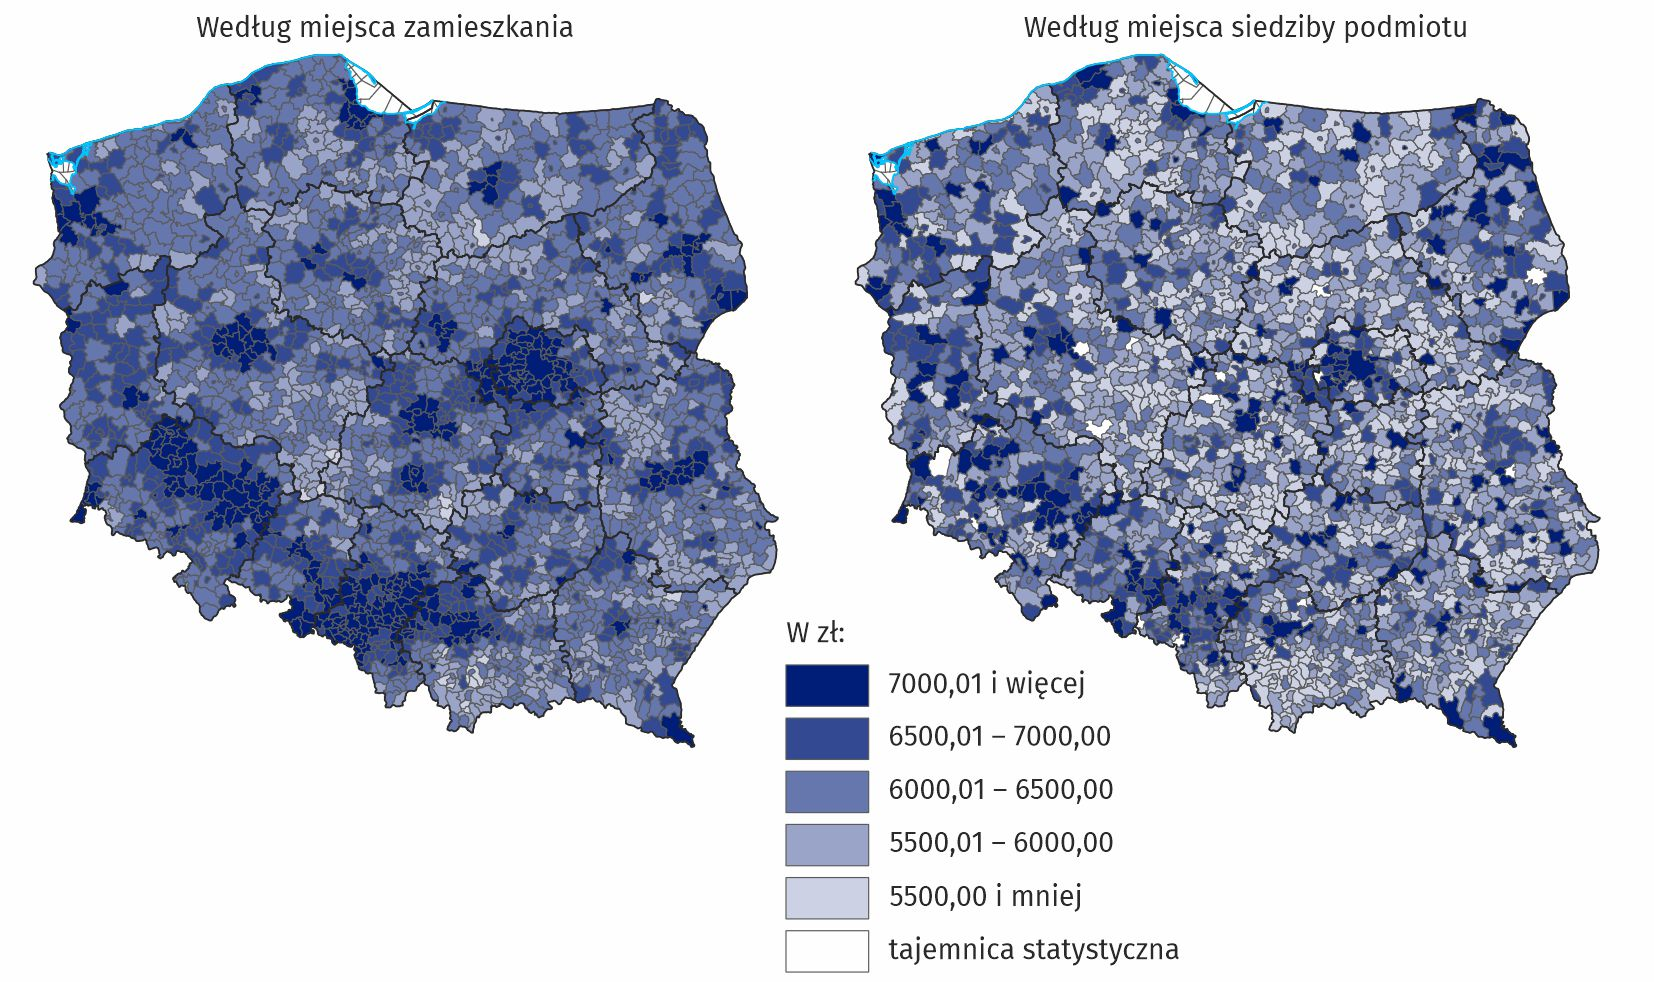 Według miejsca zamieszkania
Według miejsca siedziby podmiotu
W zł:
7000,01 i więcej
6500,01 – 7000,00
6000,01 – 6500,00
5500,01 – 6000,00
5500,00 i mniej
tajemnica statystyczna